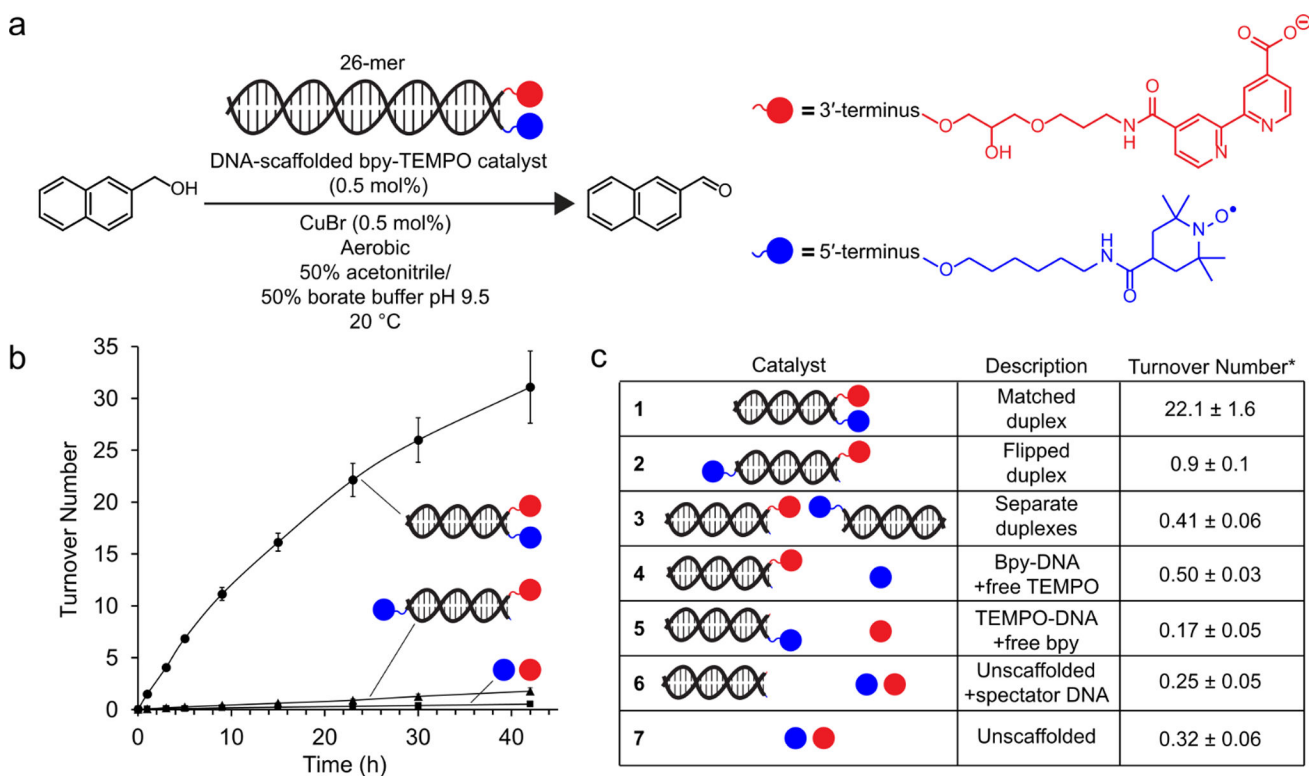 a
26-mer
DNA-scaffolded bpy-TEMPO catalyst
(0.5 mol%)
OH
O
CuBr (0.5 mol%)
Aerobic
50% acetonitrile/
50% borate buffer pH 9.5
20 °C
= 3′-terminus
O
OH
O
N
H
O
N
N
O
O
⊖
= 5′-terminus
O
H
N
O
N
O•
b
Turnover Number
35
30
25
20
15
10
5
0
0
10
20
30
40
Time (h)
c
Catalyst Description Turnover Number*
1 Matched
duplex 22.1 ± 1.6
2 Flipped
duplex 0.9 ± 0.1
3 Separate
duplexes 0.41 ± 0.06
4 Bpy-DNA
+free TEMPO 0.50 ± 0.03
5 TEMPO-DNA
+free bpy 0.17 ± 0.05
6 Unscaffolded
+spectator DNA 0.25 ± 0.05
7 Unscaffolded 0.32 ± 0.06